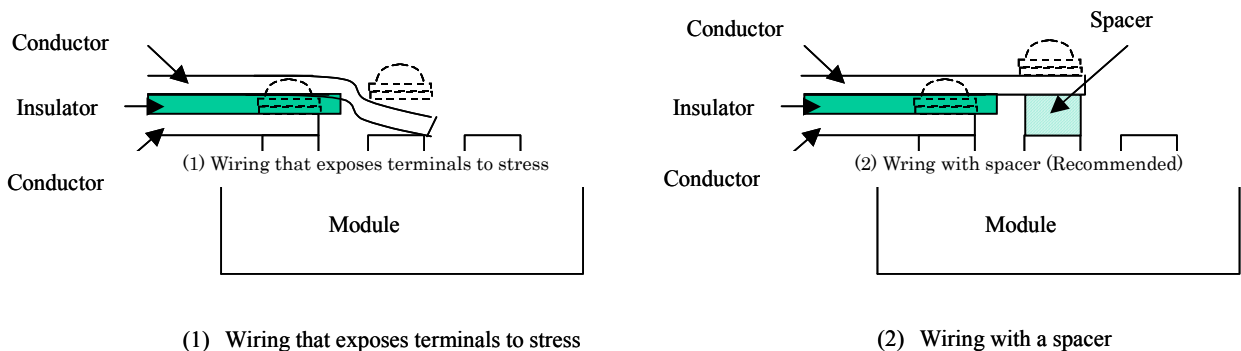 Conductor
Insulator
Conductor
(1) Wiring that exposes terminals to stress
Module
(1) Wiring that exposes terminals to stress
Spacer
Conductor
Insulator
Conductor
(2) Wring with spacer (Recommended)
Module
(2) Wiring with a spacer